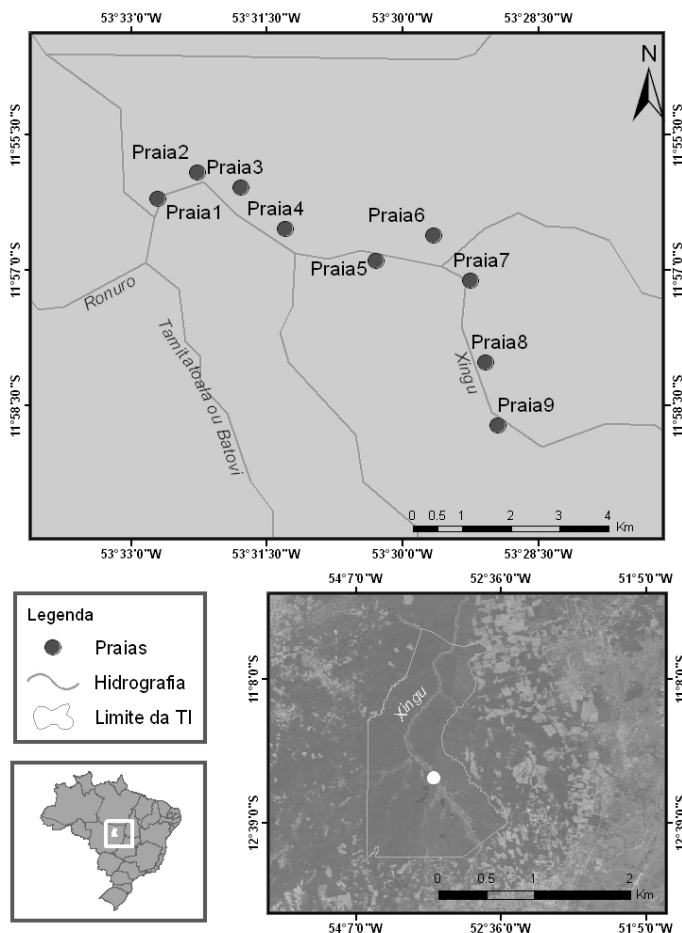 53°33'0"W 53°31'30"W 53°30'0"W 53°28'30"W
N
11°55'30"S 11°55'30"S
Praia2
Praia3
Praia1
Praia4
Praia6
Praia5
Praia7
11°57'0"S 11°57'0"S
Ronuro
Tamitatoala ou Batovi
Xingu
Praia8
Praia9
11°58'30"S 11°58'30"S
0 0.5 1 2 3 4
Km
53°33'0"W 53°31'30"W 53°30'0"W 53°28'30"W
Legenda
Praias
Hidrografia
Limite da TI
54°7'0"W 52°36'0"W 51°5'0"W
11°8'0"S 11°8'0"S
Xingu
12°39'0"S 12°39'0"S
0 0.5 1 2
Km
54°7'0"W 52°36'0"W 51°5'0"W